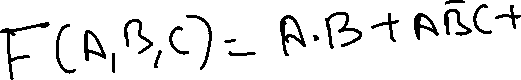 F(A,B,C) = A.B + AB̅C +